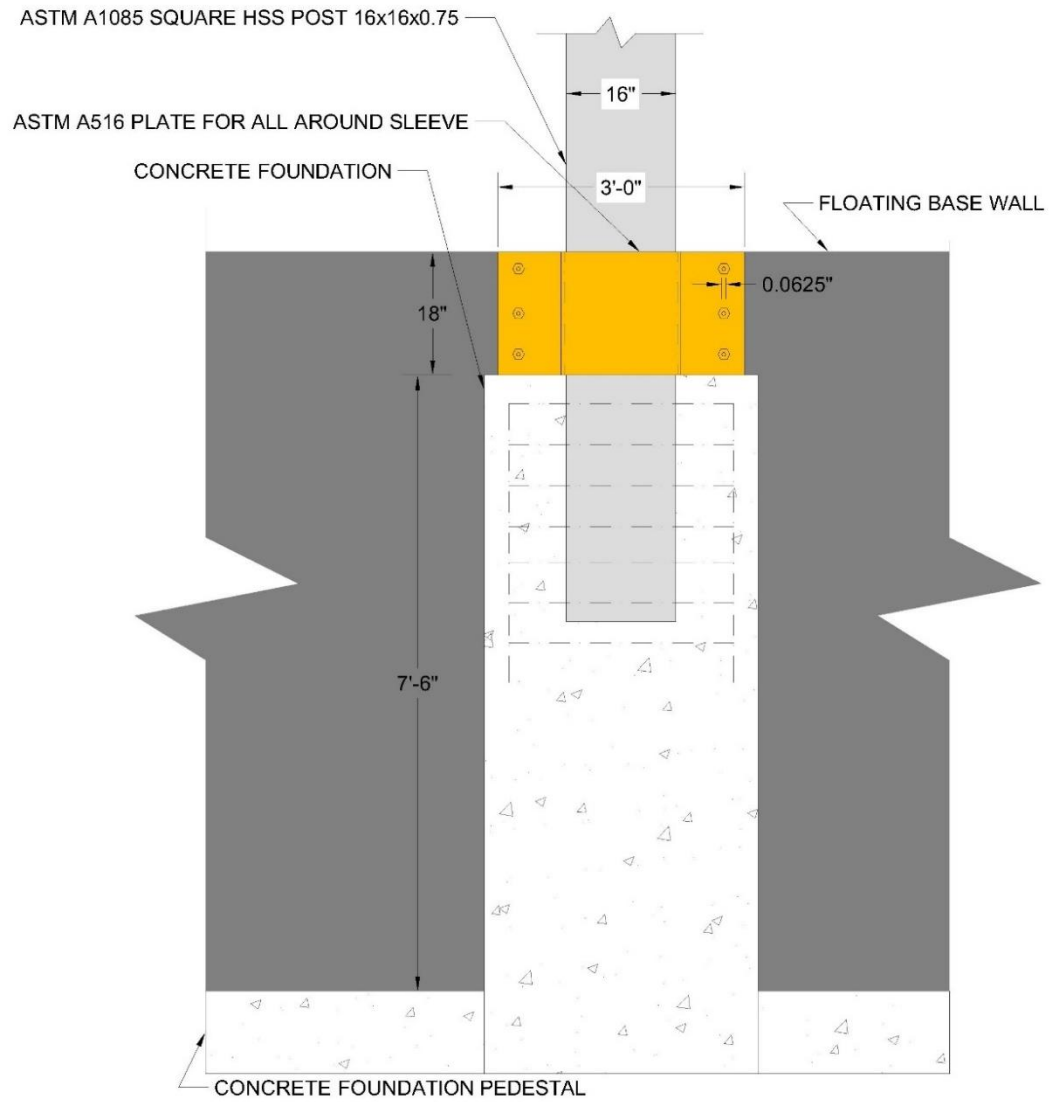 ASTM A1085 SQUARE HSS POST 16x16x0.75
16"
ASTM A516 PLATE FOR ALL AROUND SLEEVE
CONCRETE FOUNDATION
3'-0"
FLOATING BASE WALL
0.0625"
18"
7'-6"
CONCRETE FOUNDATION PEDESTAL